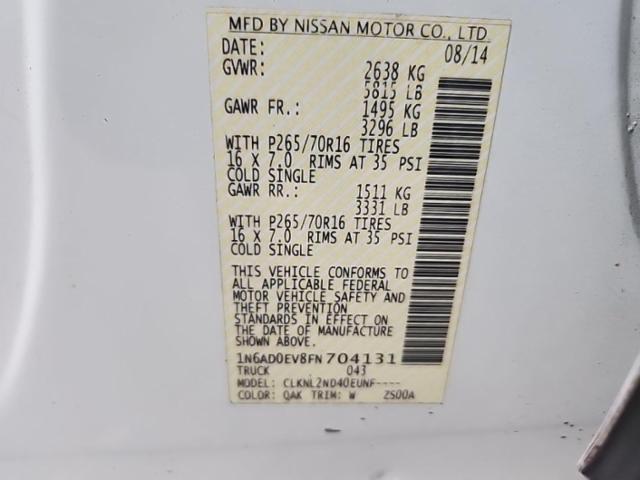 MFD BY NISSAN MOTOR CO., LTD.
DATE: 08/14
GVWR: 2638 KG
5815 LB
GAWR FR.: 1495 KG
3296 LB
WITH P265/70R16 TIRES
16 X 7.0 RIMS AT 35 PSI
COLD SINGLE
GAWR RR.: 1511 KG
3331 LB
WITH P265/70R16 TIRES
16 X 7.0 RIMS AT 35 PSI
COLD SINGLE
THIS VEHICLE CONFORMS TO
ALL APPLICABLE FEDERAL
MOTOR VEHICLE SAFETY AND
THEFT PREVENTION
STANDARDS IN EFFECT ON
THE DATE OF MANUFACTURE
SHOWN ABOVE.
1N6AD0EV8FN704131
TRUCK 043
MODEL: CLKNL2ND40EUNF----
COLOR: QAK TRIM: W 2S00A